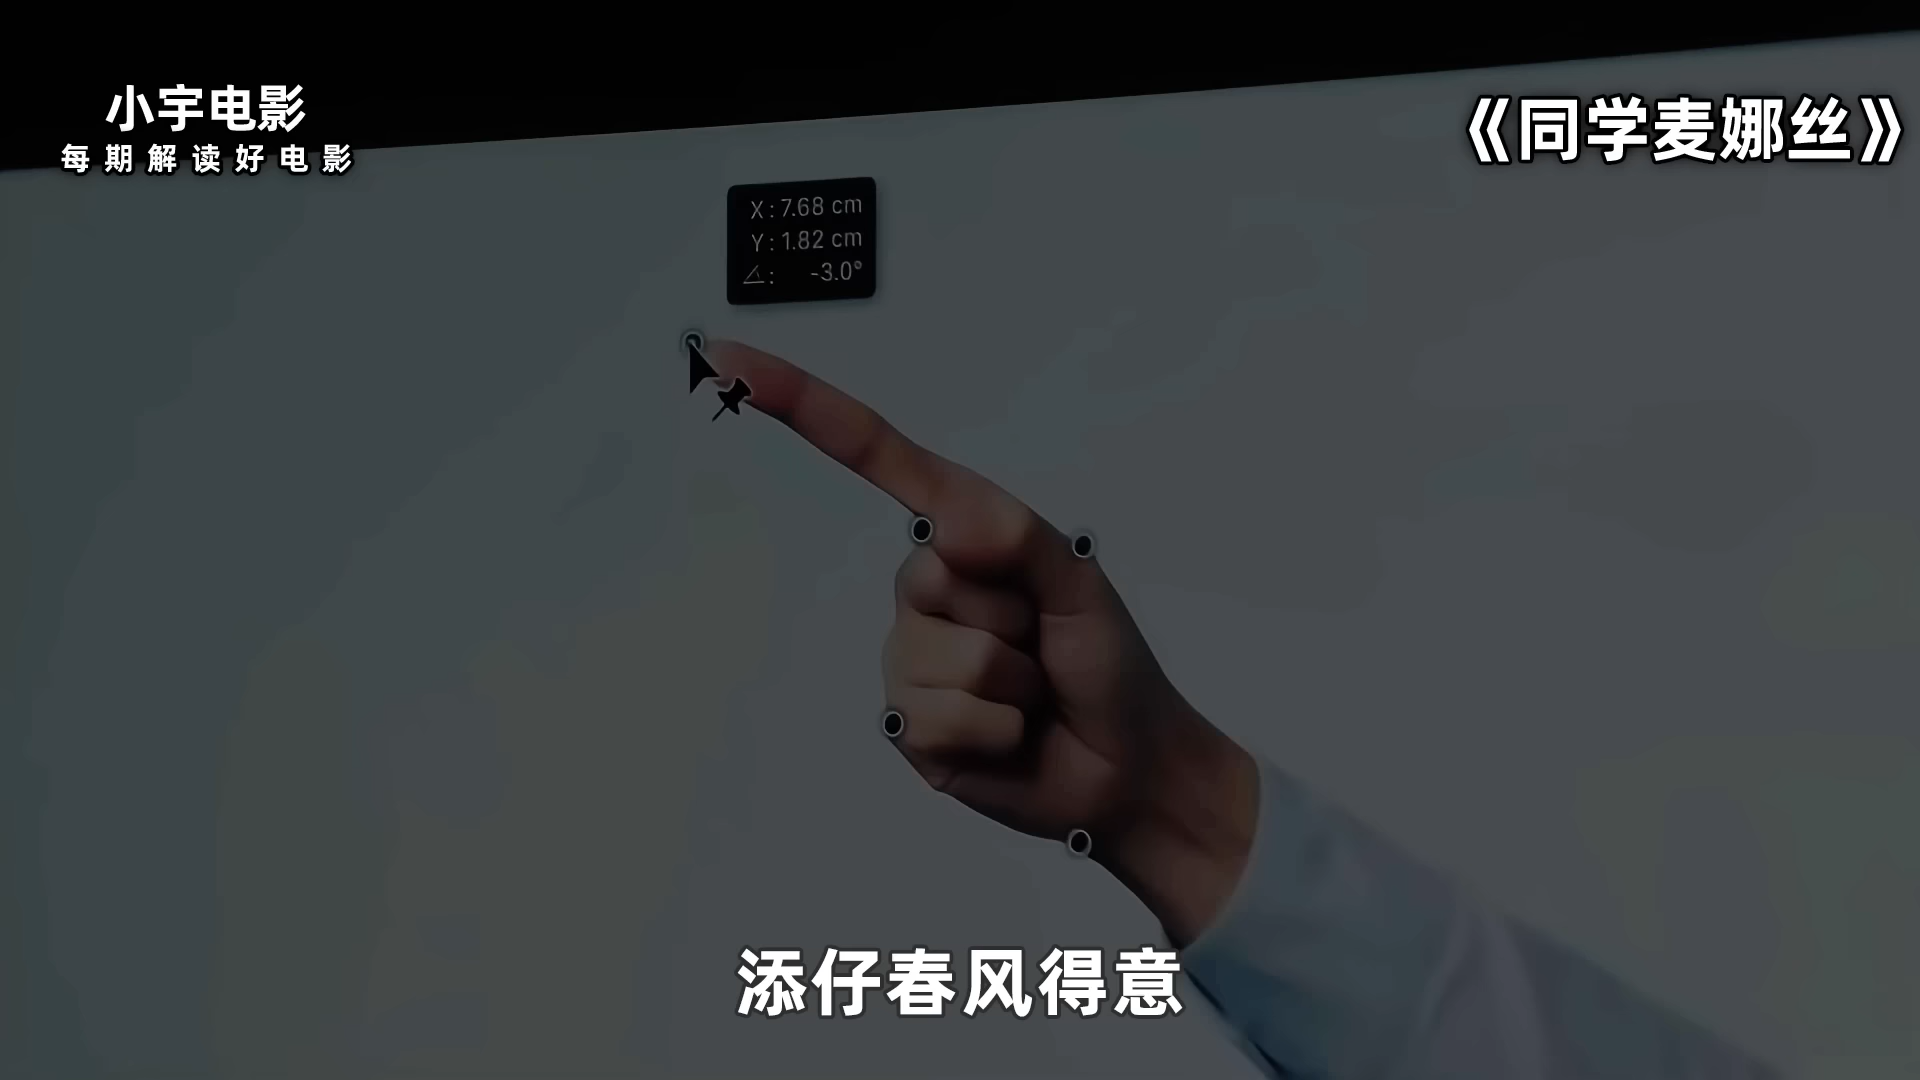 小宇电影
每期解读好电影
《同学麦娜丝》
X : 7.68 cm
Y : 1.82 cm
⦣ : -3.0°
添仔春风得意